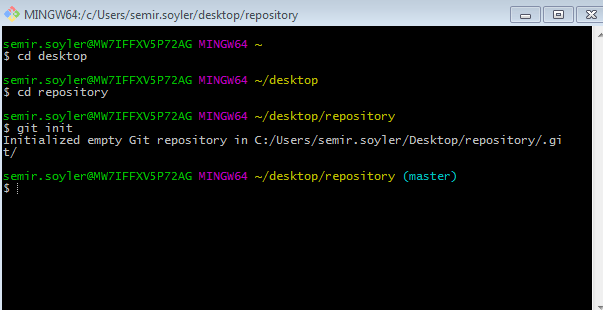 MINGW64:/c/Users/semir.soyler/desktop/repository
semir.soyler@MW7IFFXV5P72AG MINGW64 ~
$ cd desktop
semir.soyler@MW7IFFXV5P72AG MINGW64 ~/desktop
$ cd repository
semir.soyler@MW7IFFXV5P72AG MINGW64 ~/desktop/repository
$ git init
Initialized empty Git repository in C:/Users/semir.soyler/Desktop/repository/.gi
t/
semir.soyler@MW7IFFXV5P72AG MINGW64 ~/desktop/repository (master)
$